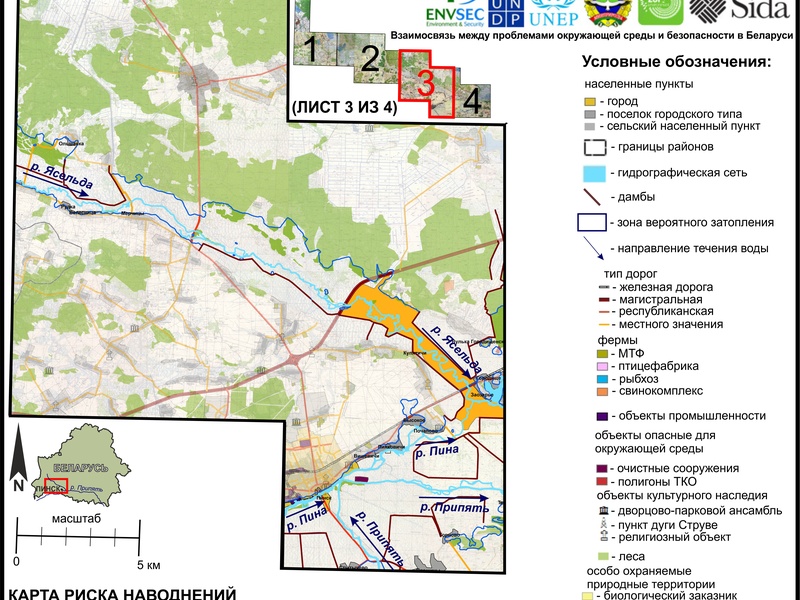 ENVSEC
Environment & Security
UN
DP
UNEP
Sida
Взаимосвязь между проблемами окружающей среды и безопасности в Беларуси
1
2
3
4
(ЛИСТ 3 ИЗ 4)
Условные обозначения:
населенные пункты
- город
- поселок городского типа
- сельский населенный пункт
- границы районов
- гидрографическая сеть
- дамбы
- зона вероятного затопления
- направление течения воды
тип дорог
- железная дорога
- магистральная
- республиканская
- местного значения
фермы
- МТФ
- птицефабрика
- рыбхоз
- свинокомплекс
- объекты промышленности
объекты опасные для
окружающей среды
- очистные сооружения
- полигоны ТКО
объекты культурного наследия
- дворцово-парковой ансамбль
- пункт дуги Струве
- религиозный объект
- леса
особо охраняемые
природные территории
- биологический заказник
р. Ясельда
р. Ясельда
р. Пина
р. Пина
р. Припять
р. Припять
Пинск
N
БЕЛАРУСЬ
ПИНСК
р. Припять
масштаб
0
5 км
КАРТА РИСКА НАВОДНЕНИЙ